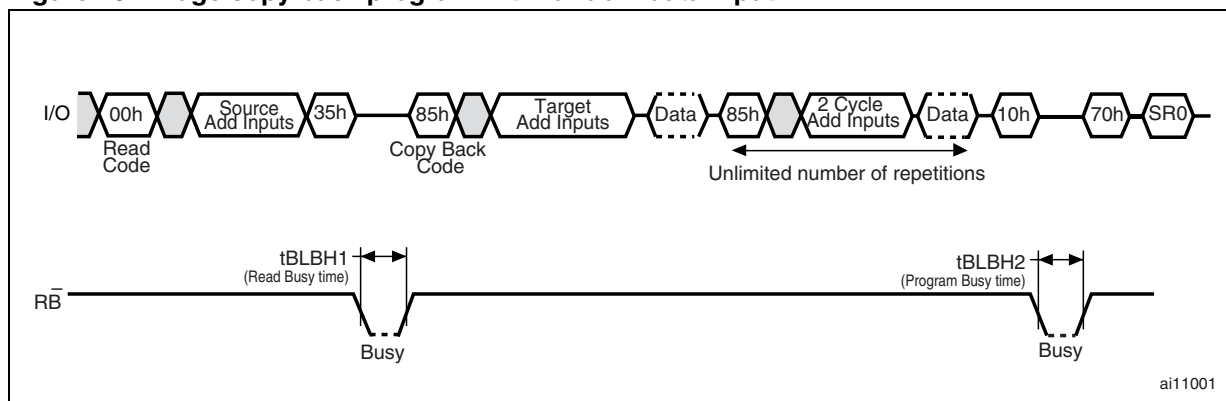 I/O 00h Source Add Inputs 35h 85h Target Add Inputs Data 85h 2 Cycle Add Inputs Data 10h 70h SR0
Read Code
Copy Back Code
Unlimited number of repetitions
tBLBH1
(Read Busy time)
tBLBH2
(Program Busy time)
RB̅
Busy
Busy
ai11001